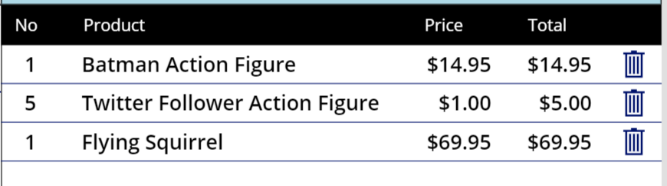 No Product Price Total
1 Batman Action Figure $14.95 $14.95
5 Twitter Follower Action Figure $1.00 $5.00
1 Flying Squirrel $69.95 $69.95